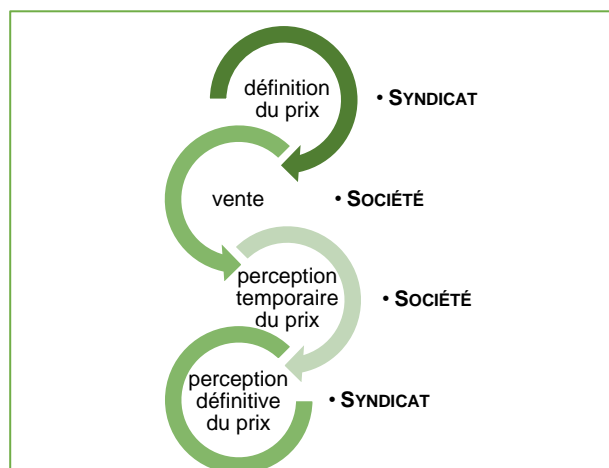 définition
du prix
• SYNDICAT
vente
• SOCIÉTÉ
perception
temporaire
du prix
• SOCIÉTÉ
perception
définitive
du prix
• SYNDICAT